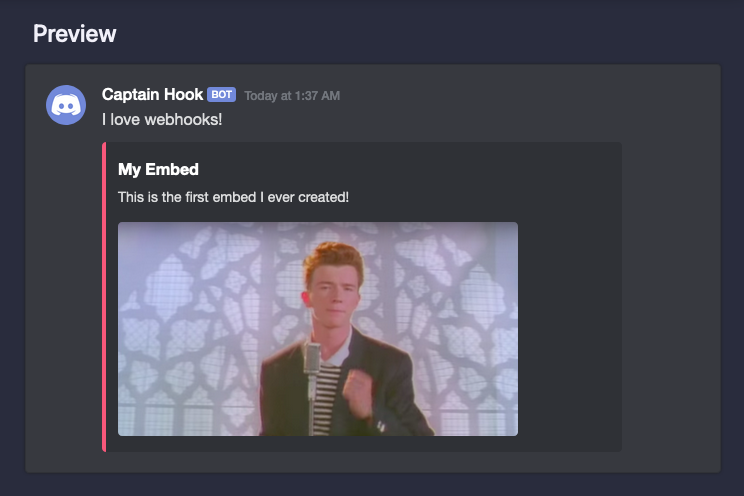 Preview
Captain Hook BOT Today at 1:37 AM
I love webhooks!
My Embed
This is the first embed I ever created!